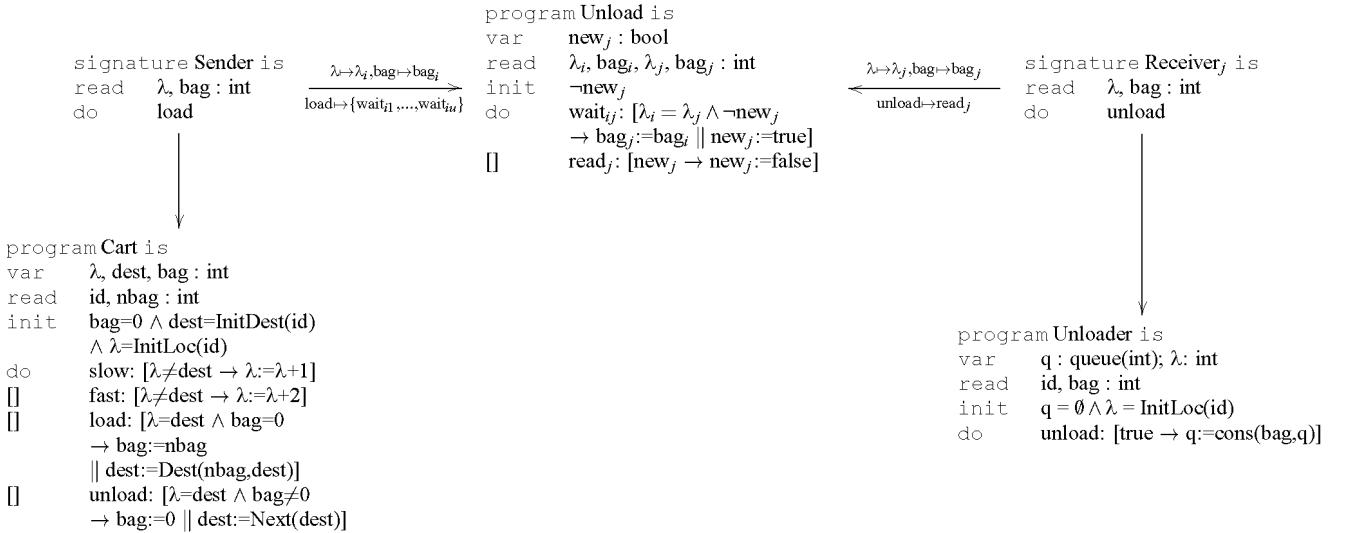 program Unload is
var new_j : bool
read λ_i, bag_i, λ_j, bag_j : int
init ¬new_j
do wait_ij: [λ_i = λ_j ∧ ¬new_j
→ bag_j:=bag_i || new_j:=true]
[] read_j: [new_j → new_j:=false]
signature Sender is
read λ, bag : int
do load
λ↦λ_i,bag↦bag_i
load↦{wait_i1,...,wait_iu}
λ↦λ_j,bag↦bag_j
unload↦read_j
signature Receiver_j is
read λ, bag : int
do unload
program Cart is
var λ, dest, bag : int
read id, nbag : int
init bag=0 ∧ dest=InitDest(id)
∧ λ=InitLoc(id)
do slow: [λ≠dest → λ:=λ+1]
[] fast: [λ≠dest → λ:=λ+2]
[] load: [λ=dest ∧ bag=0
→ bag:=nbag
|| dest:=Dest(nbag,dest)]
[] unload: [λ=dest ∧ bag≠0
→ bag:=0 || dest:=Next(dest)]
program Unloader is
var q : queue(int); λ: int
read id, bag : int
init q = ∅ ∧ λ = InitLoc(id)
do unload: [true → q:=cons(bag,q)]